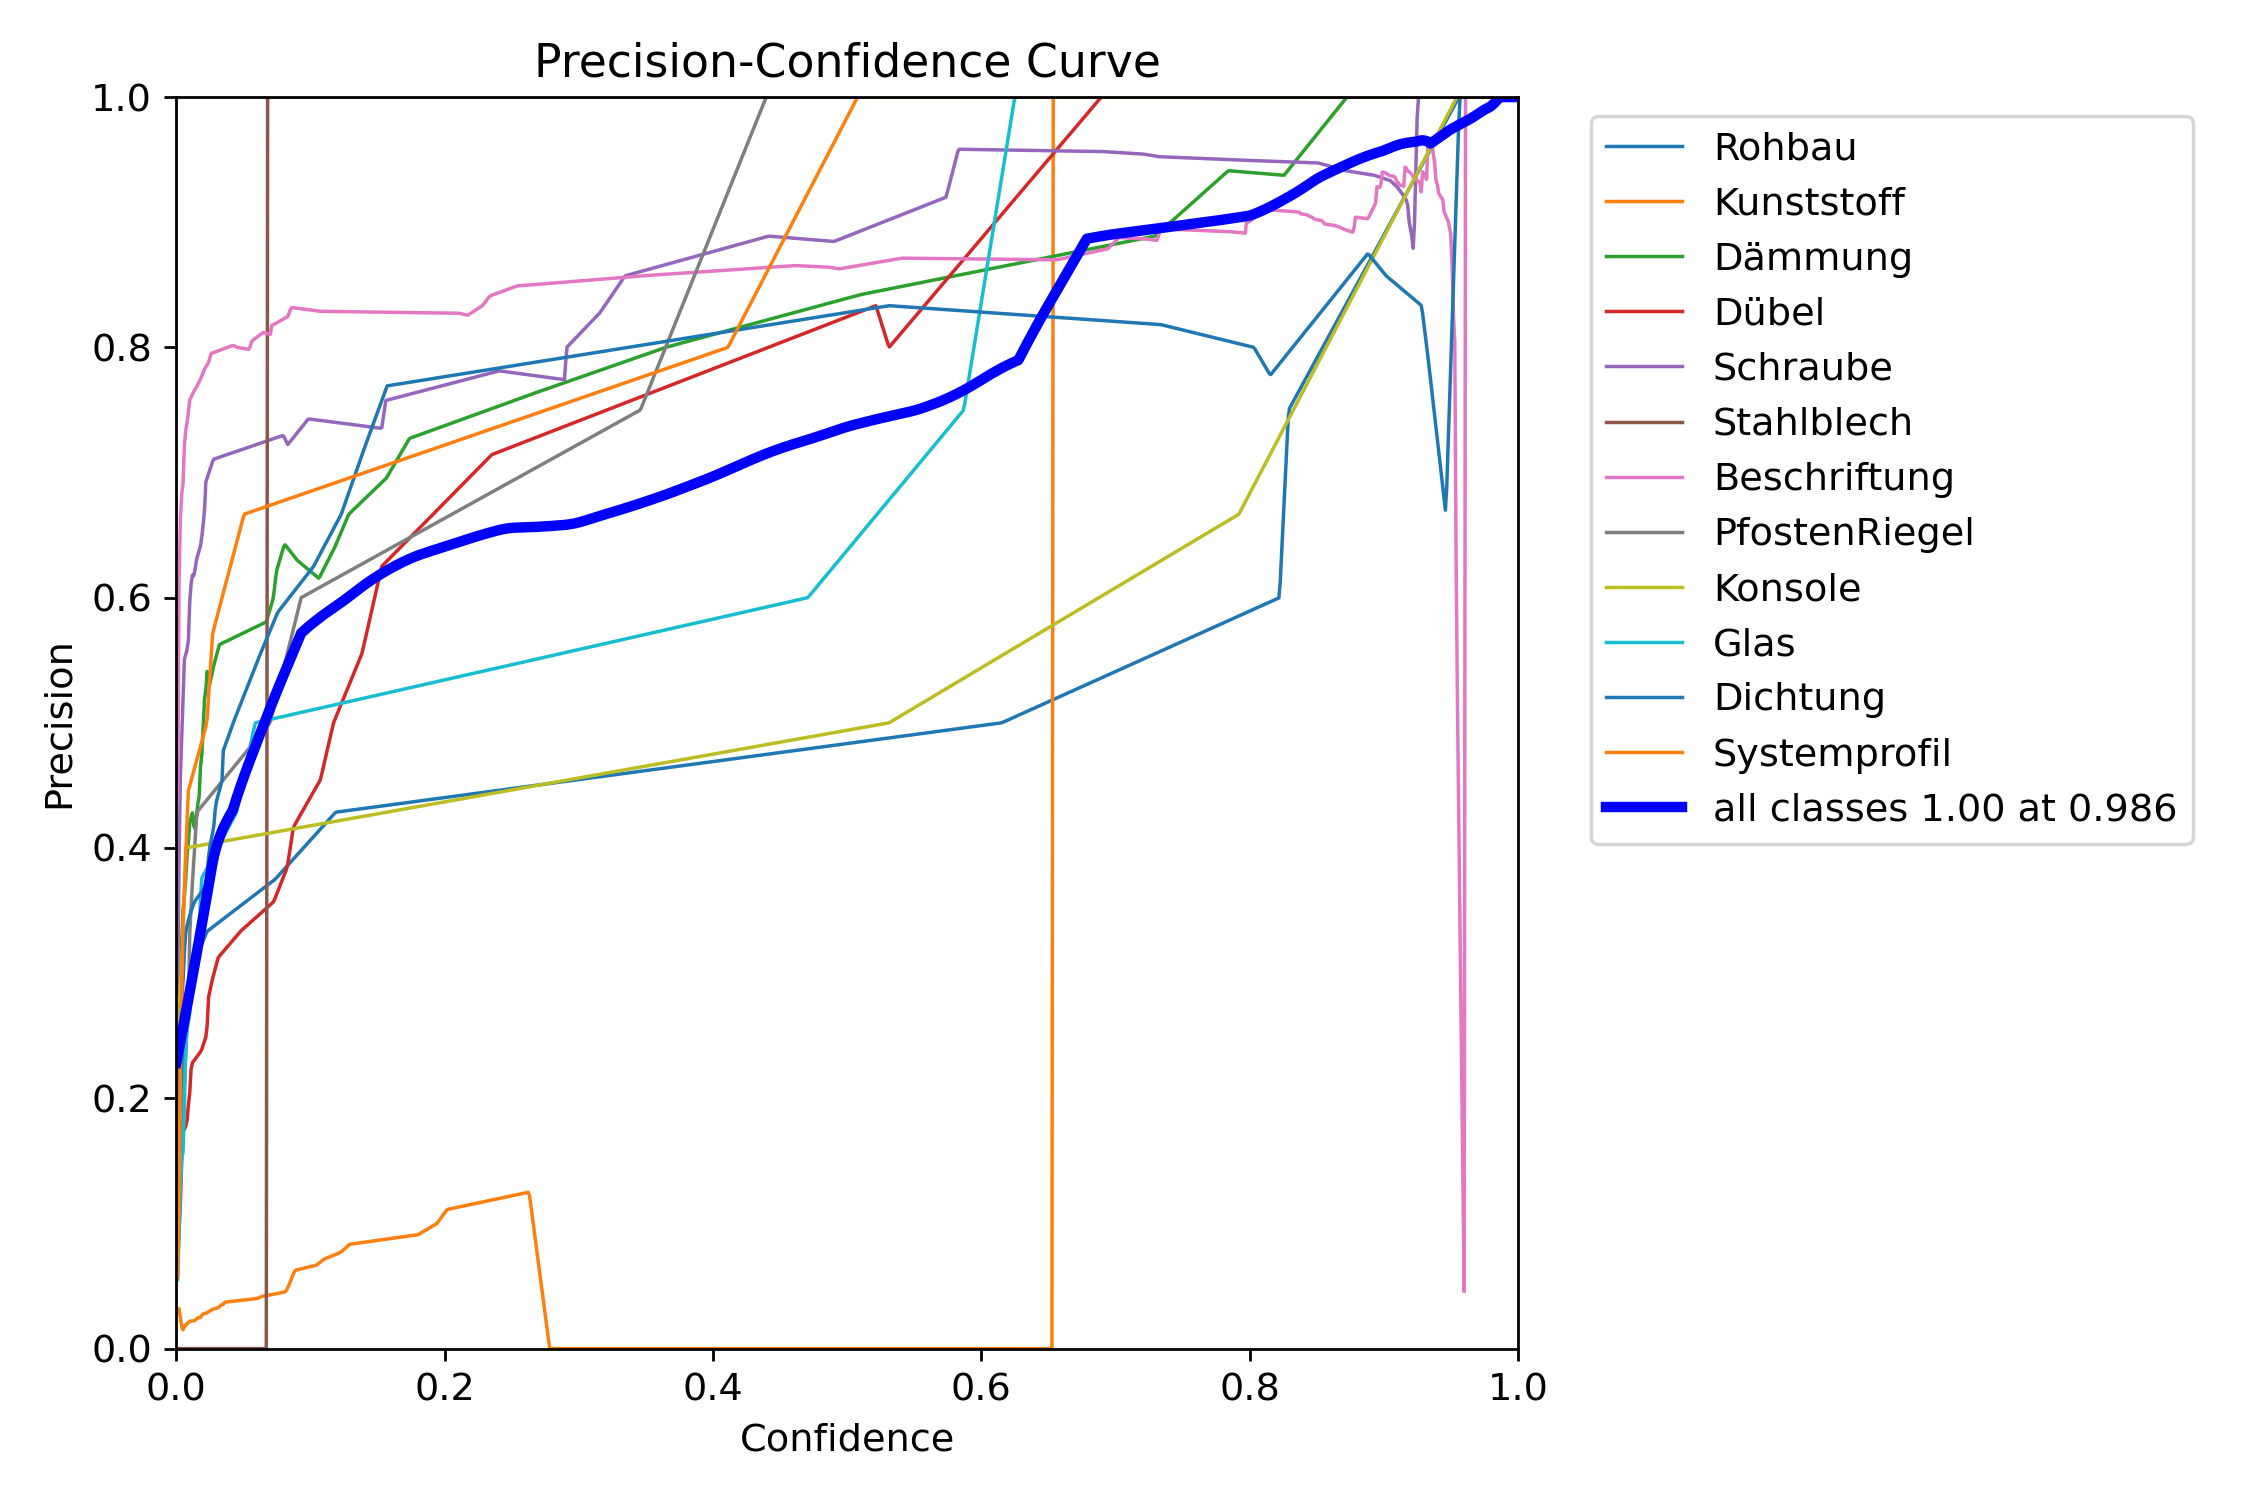 Precision-Confidence Curve
1.0
0.8
0.6
0.4
0.2
0.0
Precision
0.0 0.2 0.4 0.6 0.8 1.0
Confidence
Rohbau
Kunststoff
Dämmung
Dübel
Schraube
Stahlblech
Beschriftung
PfostenRiegel
Konsole
Glas
Dichtung
Systemprofil
all classes 1.00 at 0.986